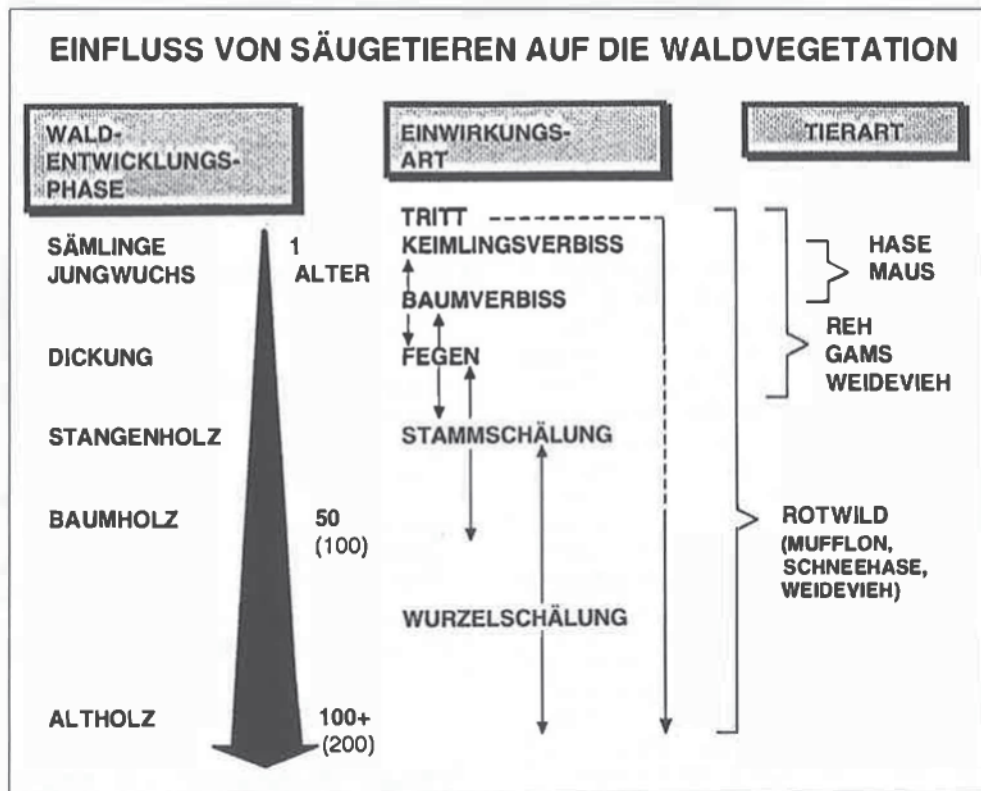 EINFLUSS VON SÄUGETIEREN AUF DIE WALDVEGETATION
WALD-
ENTWICKLUNGS-
PHASE
EINWIRKUNGS-
ART
TIERART
SÄMLINGE
JUNGWUCHS
1
ALTER
DICKUNG
STANGENHOLZ
BAUMHOLZ
50
(100)
ALTHOLZ
100+
(200)
TRITT
KEIMLINGSVERBISS
BAUMVERBISS
FEGEN
STAMMSCHÄLUNG
WURZELSCHÄLUNG
HASE
MAUS
REH
GAMS
WEIDEVIEH
ROTWILD
(MUFFLON,
SCHNEEHASE,
WEIDEVIEH)